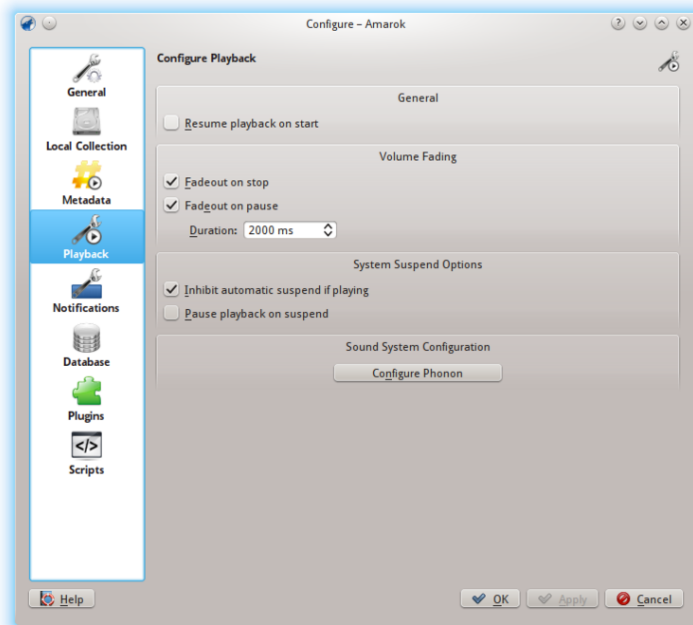 Configure – Amarok
General
Local Collection
Metadata
Playback
Notifications
Database
Plugins
Scripts
Configure Playback
General
Resume playback on start
Volume Fading
Fadeout on stop
Fadeout on pause
Duration: 2000 ms
System Suspend Options
Inhibit automatic suspend if playing
Pause playback on suspend
Sound System Configuration
Configure Phonon
Help OK Apply Cancel